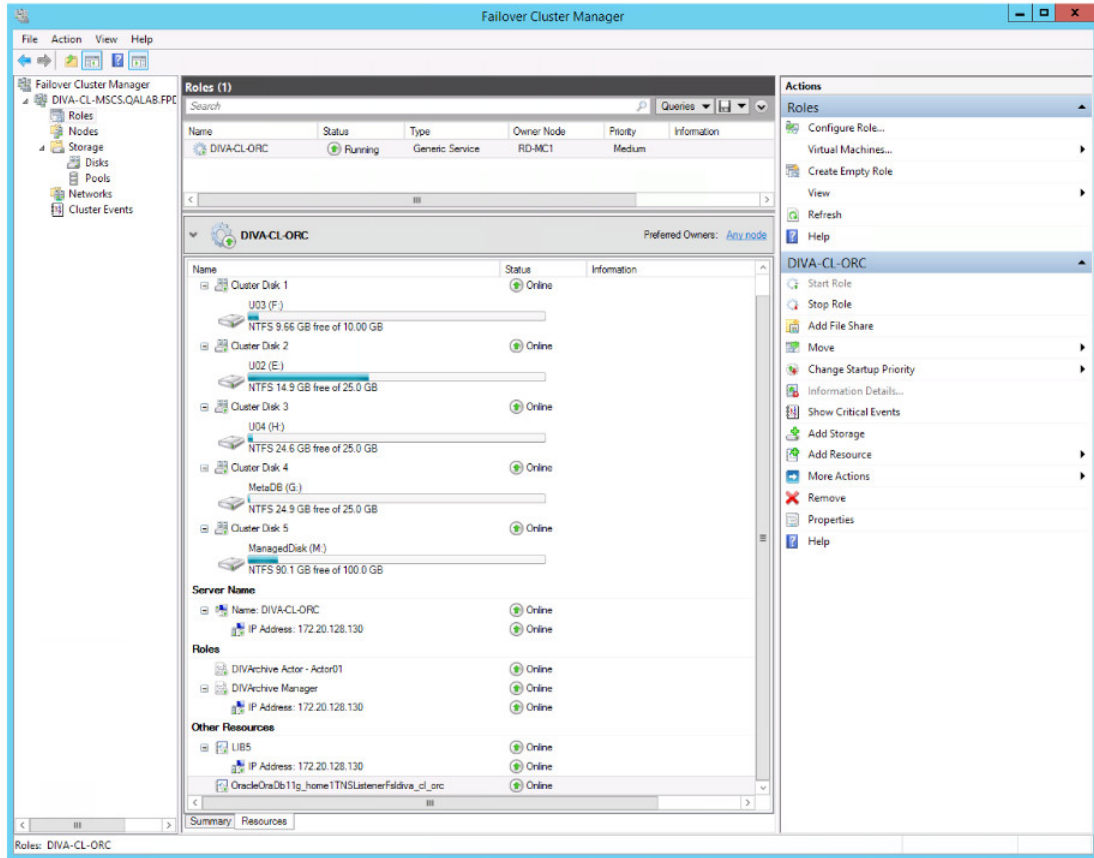 Failover Cluster Manager
File Action View Help
Failover Cluster Manager
DIVA-CL-MSCS.QALAB.FPD
Roles
Nodes
Storage
Disks
Pools
Networks
Cluster Events
Roles (1)
Search
Queries
Name Status Type Owner Node Priority Information
DIVA-CL-ORC Running Generic Service RD-MC1 Medium
DIVA-CL-ORC
Preferred Owners: Any node
Name Status Information
Cluster Disk 1 Online
U03 (F:)
NTFS 9.66 GB free of 10.00 GB
Cluster Disk 2 Online
U02 (E:)
NTFS 14.9 GB free of 25.0 GB
Cluster Disk 3 Online
U04 (H:)
NTFS 24.6 GB free of 25.0 GB
Cluster Disk 4 Online
MetaDB (G:)
NTFS 24.9 GB free of 25.0 GB
Cluster Disk 5 Online
ManagedDisk (M:)
NTFS 90.1 GB free of 100.0 GB
Server Name
Name: DIVA-CL-ORC Online
IP Address: 172.20.128.130 Online
Roles
DIVArchive Actor - Actor01 Online
DIVArchive Manager Online
IP Address: 172.20.128.130 Online
Other Resources
LIB5 Online
IP Address: 172.20.128.130 Online
OracleOraDb11g_home1TNSListenerFsldiva_cl_orc Online
Summary Resources
Actions
Roles
Configure Role...
Virtual Machines...
Create Empty Role
View
Refresh
Help
DIVA-CL-ORC
Start Role
Stop Role
Add File Share
Move
Change Startup Priority
Information Details...
Show Critical Events
Add Storage
Add Resource
More Actions
Remove
Properties
Help
Roles: DIVA-CL-ORC